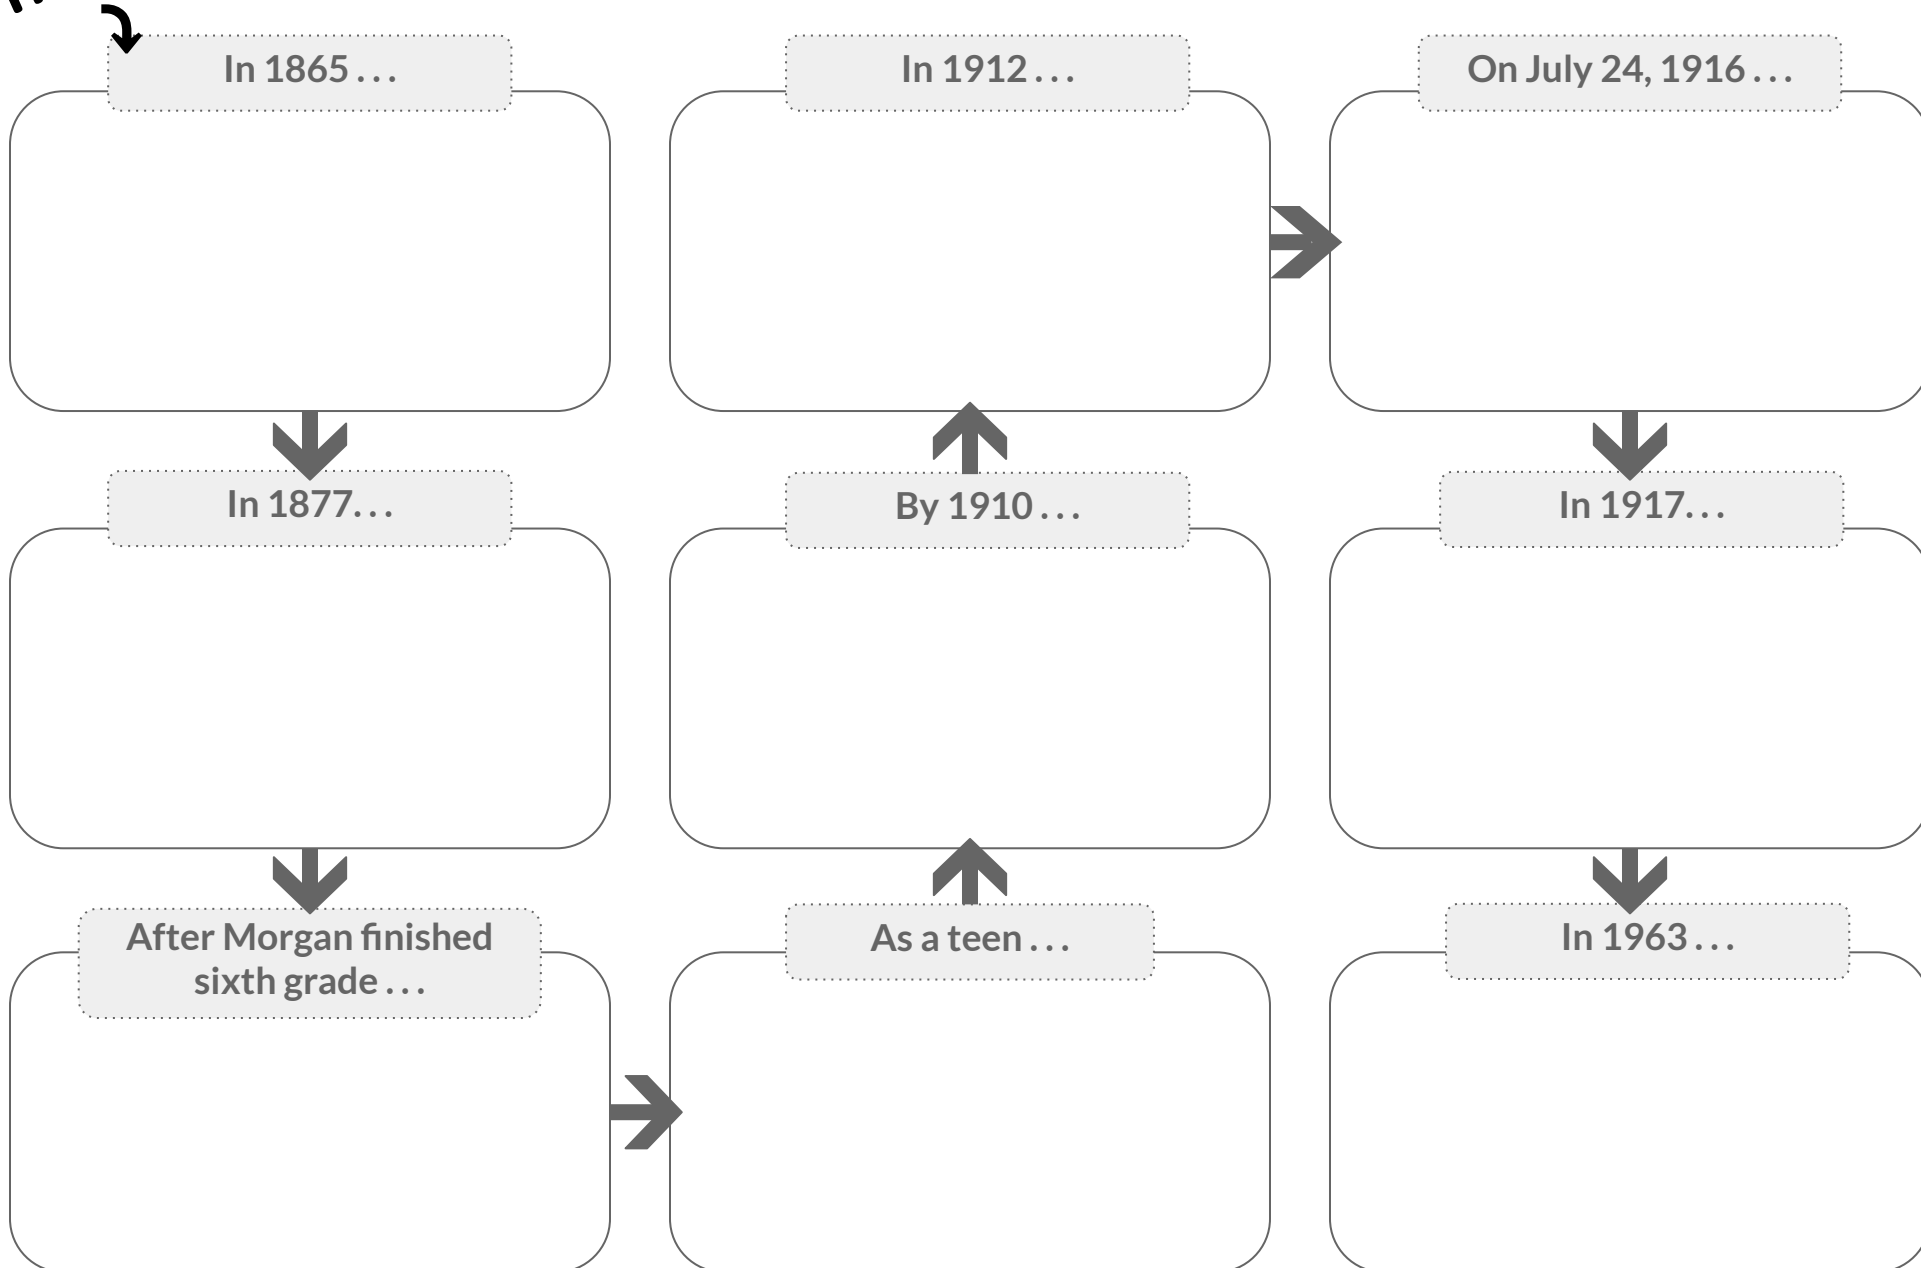 In 1865 . . .
In 1877. . .
After Morgan finished
sixth grade . . .
As a teen . . .
By 1910 . . .
In 1912 . . .
On July 24, 1916 . . .
In 1917. . .
In 1963 . . .